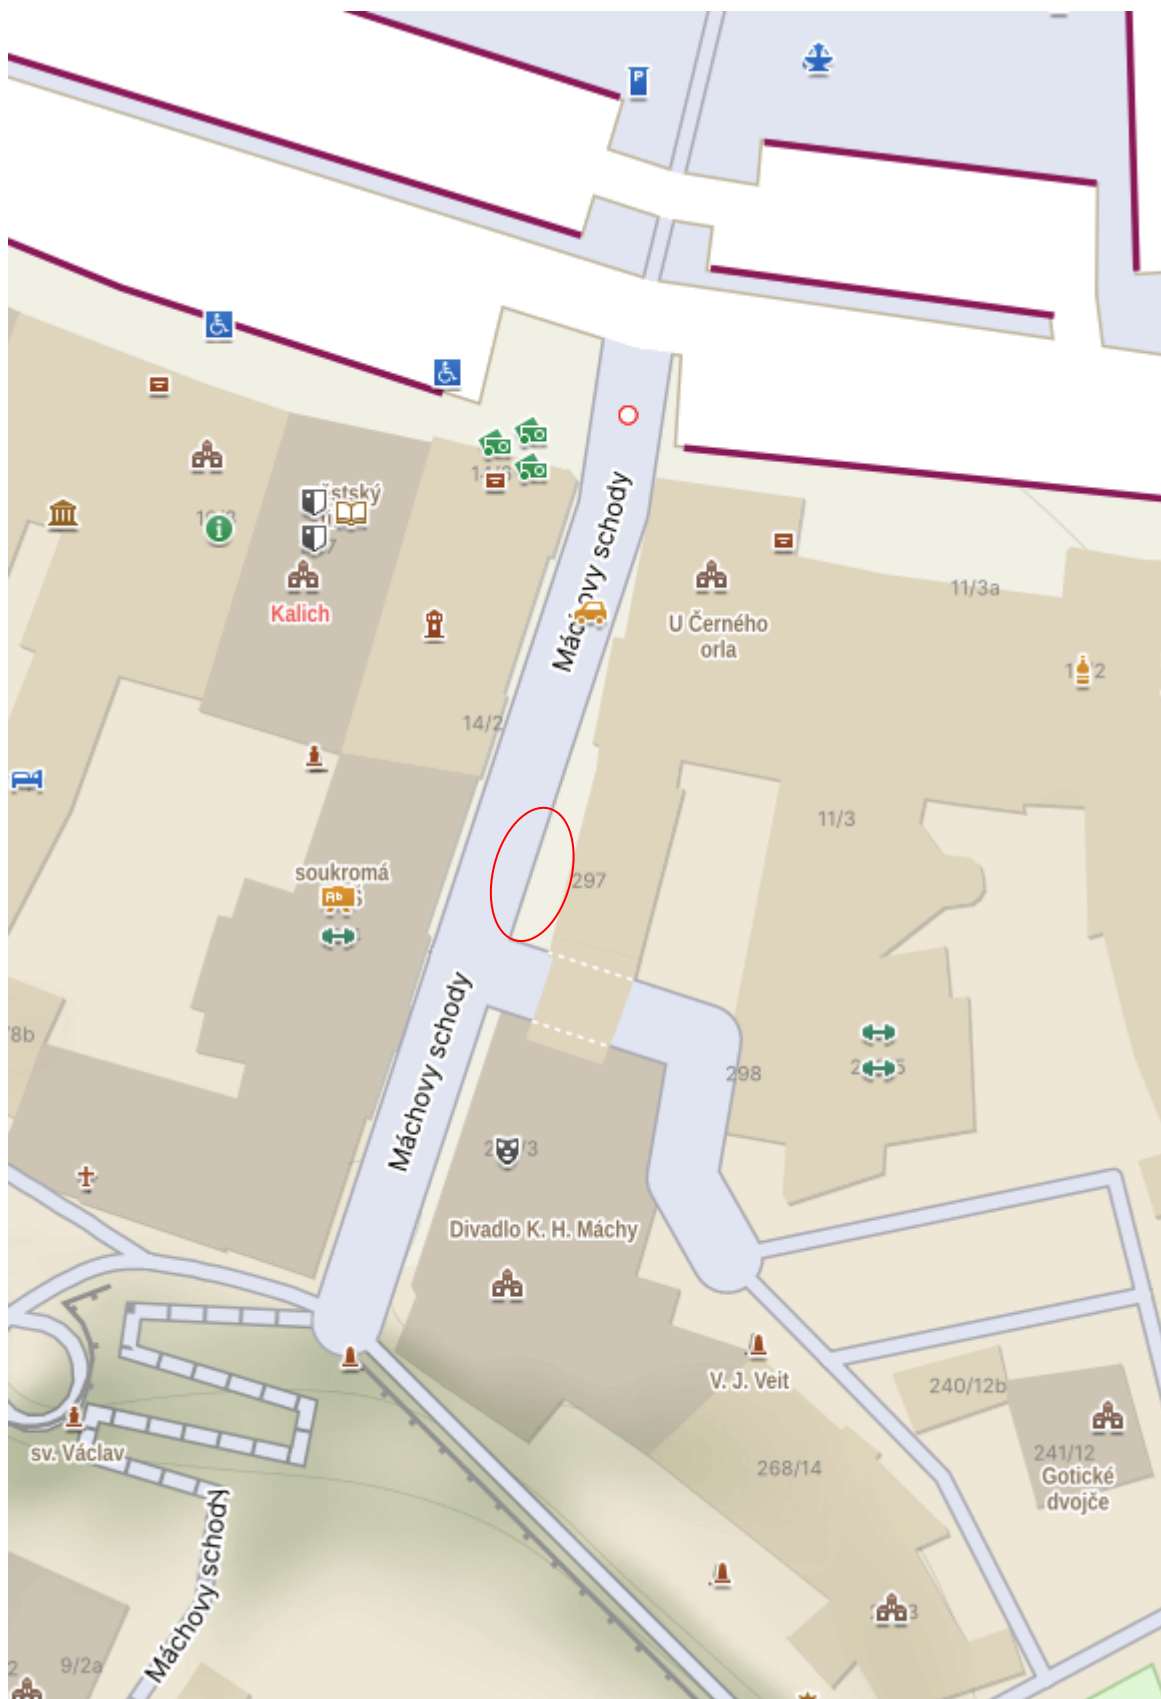 P
Máchovy schody
Kalich
U Černého
orla
11/3a
14/2
11/3
soukromá
Ab
297
Máchovy schody
298
Divadlo K. H. Máchy
V. J. Veit
240/12b
sv. Václav
241/12
Gotické
dvojče
268/14
Máchovy schody
9/2a